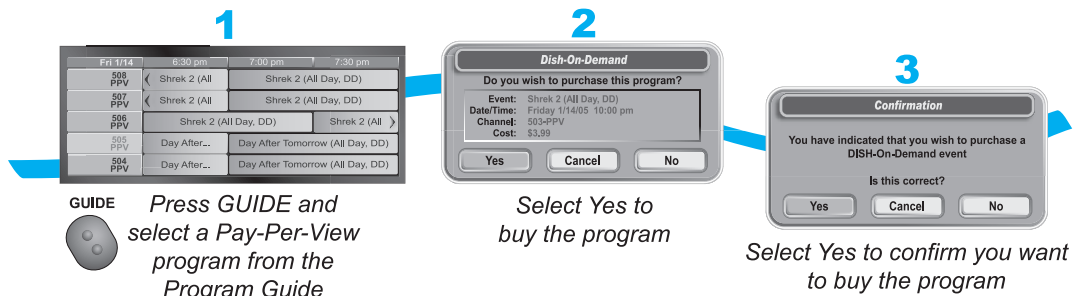 1
Fri 1/14 6:30 pm 7:00 pm 7:30 pm
508 PPV Shrek 2 (All Shrek 2 (All Day, DD)
507 PPV Shrek 2 (All Shrek 2 (All Day, DD)
506 PPV Shrek 2 (All Day, DD) Shrek 2 (All
505 PPV Day After... Day After Tomorrow (All Day, DD)
504 PPV Day After... Day After Tomorrow (All Day, DD)
GUIDE
Press GUIDE and
select a Pay-Per-View
program from the
Program Guide
2
Dish-On-Demand
Do you wish to purchase this program?
Event: Shrek 2 (All Day, DD)
Date/Time: Friday 1/14/05 10:00 pm
Channel: 503-PPV
Cost: $3,99
Yes Cancel No
Select Yes to
buy the program
3
Confirmation
You have indicated that you wish to purchase a
DISH-On-Demand event
Is this correct?
Yes Cancel No
Select Yes to confirm you want
to buy the program